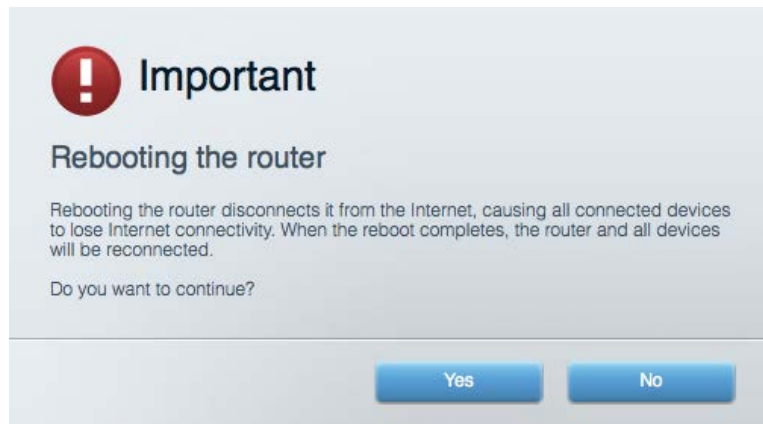 Important
Rebooting the router
Rebooting the router disconnects it from the Internet, causing all connected devices
to lose Internet connectivity. When the reboot completes, the router and all devices
will be reconnected.
Do you want to continue?
Yes
No